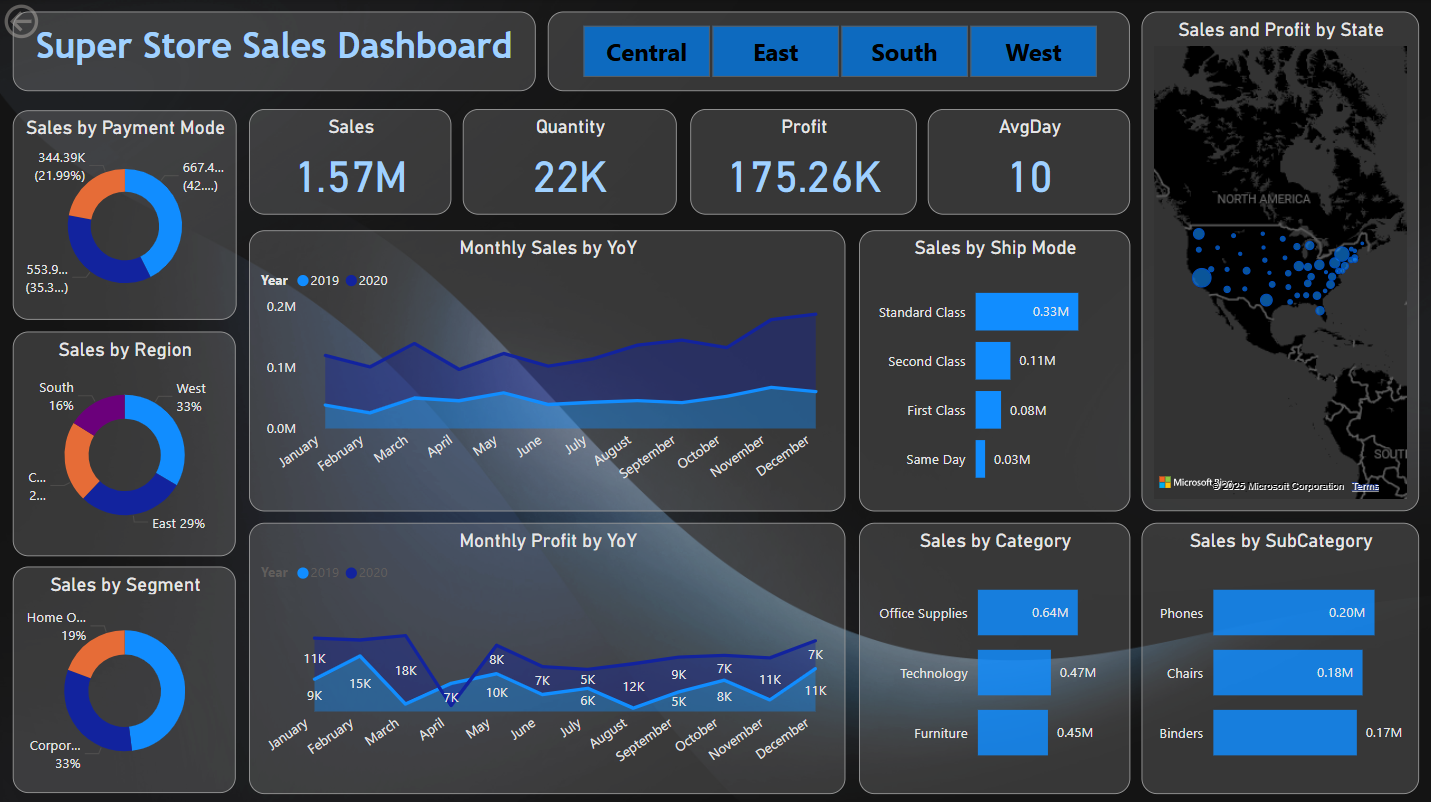 Super Store Sales Dashboard
Central
East
South
West
Sales and Profit by State
NORTH AMERICA
SOUT
Microsoft Bing
© 2025 Microsoft Corporation
Terms
Sales by Payment Mode
344.39K
(21.99%)
667.4...
(42....)
553.9...
(35.3...)
Sales
1.57M
Quantity
22K
Profit
175.26K
AvgDay
10
Sales by Region
South
16%
West
33%
C...
2...
East 29%
Monthly Sales by YoY
Year
2019
2020
0.2M
0.1M
0.0M
January
February
March
April
May
June
July
August
September
October
November
December
Sales by Ship Mode
Standard Class
0.33M
Second Class
0.11M
First Class
0.08M
Same Day
0.03M
Sales by Segment
Home O...
19%
Corpor...
33%
Monthly Profit by YoY
Year
2019
2020
11K
9K
15K
18K
7K
8K
10K
7K
5K
6K
12K
9K
5K
7K
8K
11K
7K
11K
January
February
March
April
May
June
July
August
September
October
November
December
Sales by Category
Office Supplies
0.64M
Technology
0.47M
Furniture
0.45M
Sales by SubCategory
Phones
0.20M
Chairs
0.18M
Binders
0.17M